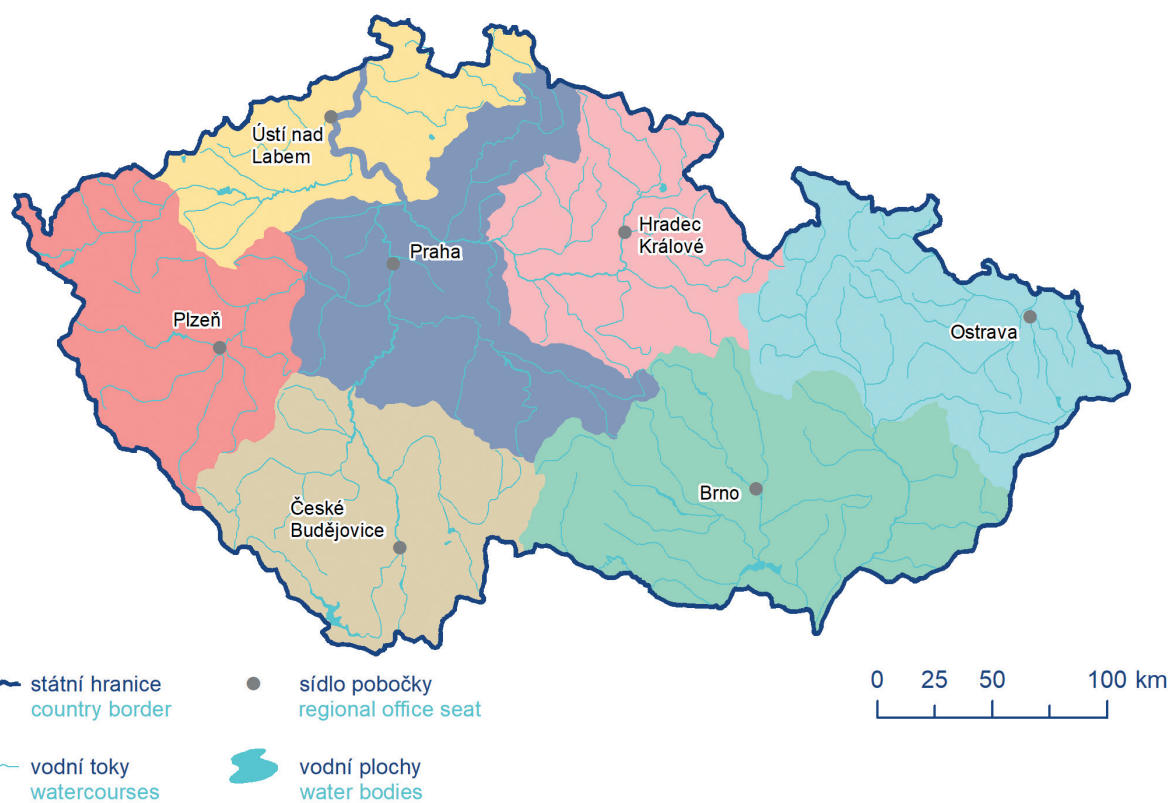 Ústí nad
Labem
Praha
Hradec
Králové
Plzeň
Ostrava
Brno
České
Budějovice
státní hranice
country border
sídlo pobočky
regional office seat
0 25 50 100 km
vodní toky
watercourses
vodní plochy
water bodies